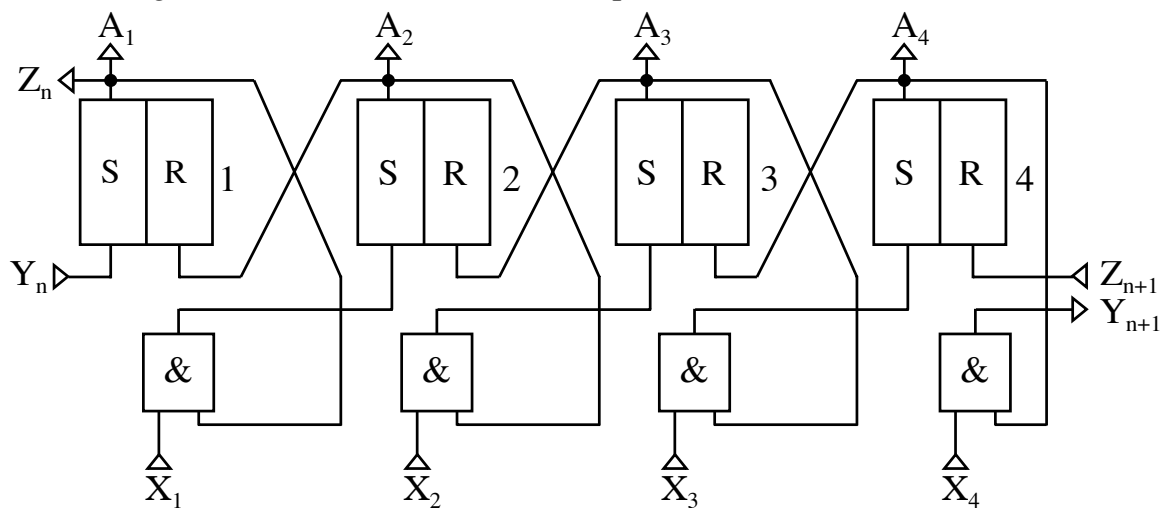 A₁ A₂ A₃ A₄
Zₙ
S R 1 S R 2 S R 3 S R 4
Yₙ Zₙ₊₁
Yₙ₊₁
& & & &
X₁ X₂ X₃ X₄